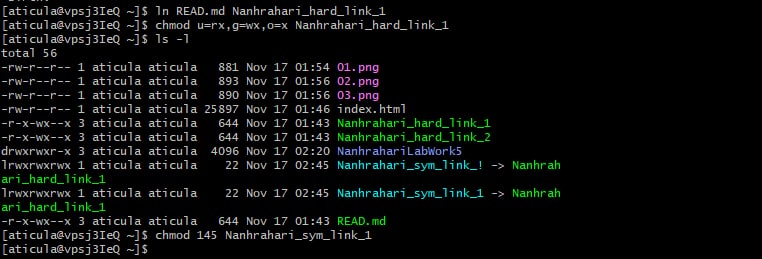 [aticula@vpsj3IeQ ~]$ ln READ.md Nanhrahari_hard_link_1
[aticula@vpsj3IeQ ~]$ chmod u=rx,g=wx,o=x Nanhrahari_hard_link_1
[aticula@vpsj3IeQ ~]$ ls -l
total 56
-rw-r--r-- 1 aticula aticula   881 Nov 17 01:54 01.png
-rw-r--r-- 1 aticula aticula   893 Nov 17 01:56 02.png
-rw-r--r-- 1 aticula aticula   890 Nov 17 01:56 03.png
-rw-r--r-- 1 aticula aticula 25897 Nov 17 01:46 index.html
-r-x-wx--x 3 aticula aticula   644 Nov 17 01:43 Nanhrahari_hard_link_1
-r-x-wx--x 3 aticula aticula   644 Nov 17 01:43 Nanhrahari_hard_link_2
drwxrwxr-x 3 aticula aticula  4096 Nov 17 02:20 NanhrahariLabWork5
lrwxrwxrwx 1 aticula aticula    22 Nov 17 02:45 Nanhrahari_sym_link_! -> Nanhrah
ari_hard_link_1
lrwxrwxrwx 1 aticula aticula    22 Nov 17 02:45 Nanhrahari_sym_link_1 -> Nanhrah
ari_hard_link_1
-r-x-wx--x 3 aticula aticula   644 Nov 17 01:43 READ.md
[aticula@vpsj3IeQ ~]$ chmod 145 Nanhrahari_sym_link_1
[aticula@vpsj3IeQ ~]$